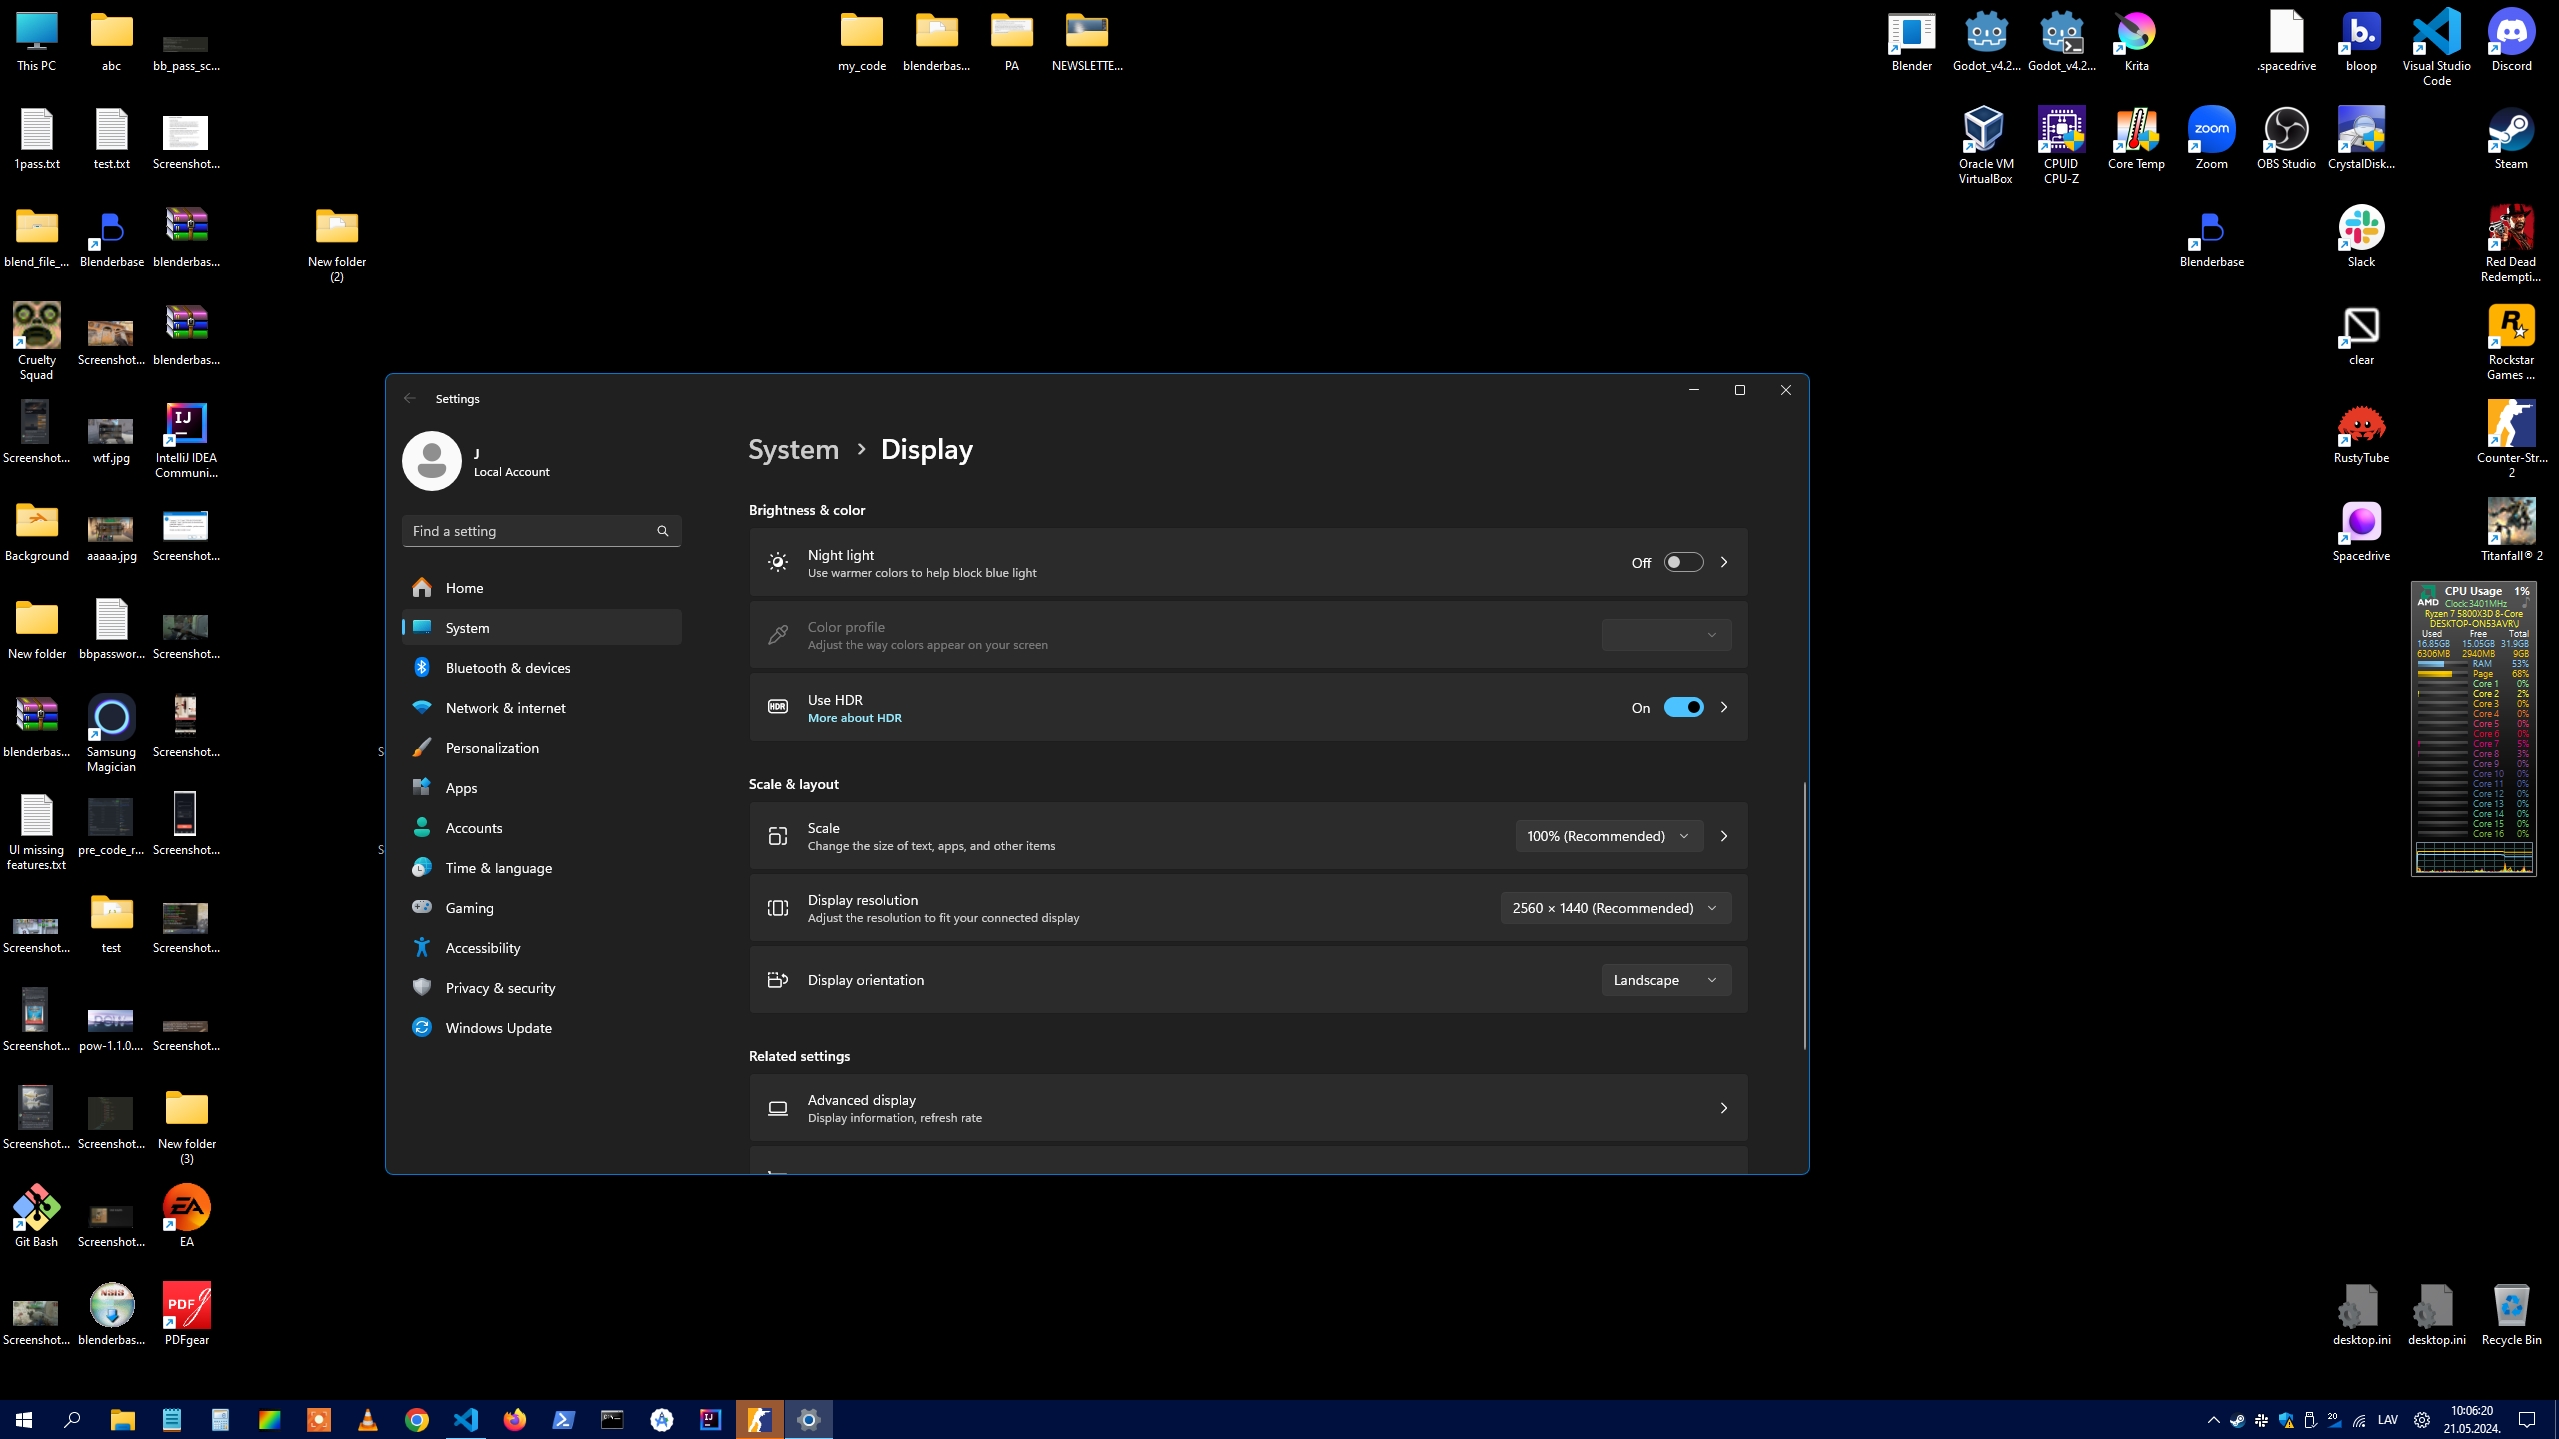 This PC
abc
bb_pass_sc...
my_code
blenderbas...
PA
NEWSLETTE...
Blender
Godot_v4.2...
Godot_v4.2...
Krita
.spacedrive
bloop
Visual Studio
Code
Discord
1pass.txt
test.txt
Screenshot...
Oracle VM
VirtualBox
CPUID
CPU-Z
Core Temp
zoom
Zoom
OBS Studio
CrystalDisk...
Steam
blend_file_...
Blenderbase
blenderbas...
New folder
(2)
Blenderbase
Slack
Red Dead
Redempti...
Cruelty
Squad
Screenshot...
blenderbas...
clear
Rockstar
Games ...
Screenshot...
wtf.jpg
IntelliJ IDEA
Communi...
RustyTube
Counter-Str...
2
Background
aaaaa.jpg
Screenshot...
Spacedrive
Titanfall® 2
New folder
bbpasswor...
Screenshot...
blenderbas...
Samsung
Magician
Screenshot...
UI missing
features.txt
pre_code_r...
Screenshot...
Screenshot...
test
Screenshot...
Screenshot...
pow-1.1.0....
Screenshot...
Screenshot...
Screenshot...
New folder
(3)
Git Bash
Screenshot...
EA
Screenshot...
blenderbas...
PDFgear
Settings
J
Local Account
Find a setting
Home
System
Bluetooth & devices
Network & internet
Personalization
Apps
Accounts
Time & language
Gaming
Accessibility
Privacy & security
Windows Update
System › Display
Brightness & color
Night light
Use warmer colors to help block blue light
Off
Color profile
Adjust the way colors appear on your screen
HDR
Use HDR
More about HDR
On
Scale & layout
Scale
Change the size of text, apps, and other items
100% (Recommended)
Display resolution
Adjust the resolution to fit your connected display
2560 × 1440 (Recommended)
Display orientation
Landscape
Related settings
Advanced display
Display information, refresh rate
AMD
CPU Usage 1%
Clock: 3401MHz
Ryzen 7 5800X3D 8-Core
DESKTOP-ON53AVRU
Used Free Total
16.85GB 15.05GB 31.9GB
6306MB 2940MB 9GB
RAM 53%
Page 68%
Core 1 0%
Core 2 2%
Core 3 0%
Core 4 0%
Core 5 0%
Core 6 0%
Core 7 5%
Core 8 3%
Core 9 0%
Core 10 0%
Core 11 0%
Core 12 0%
Core 13 0%
Core 14 0%
Core 15 0%
Core 16 0%
desktop.ini
desktop.ini
Recycle Bin
20
LAV
10:06:20
21.05.2024.